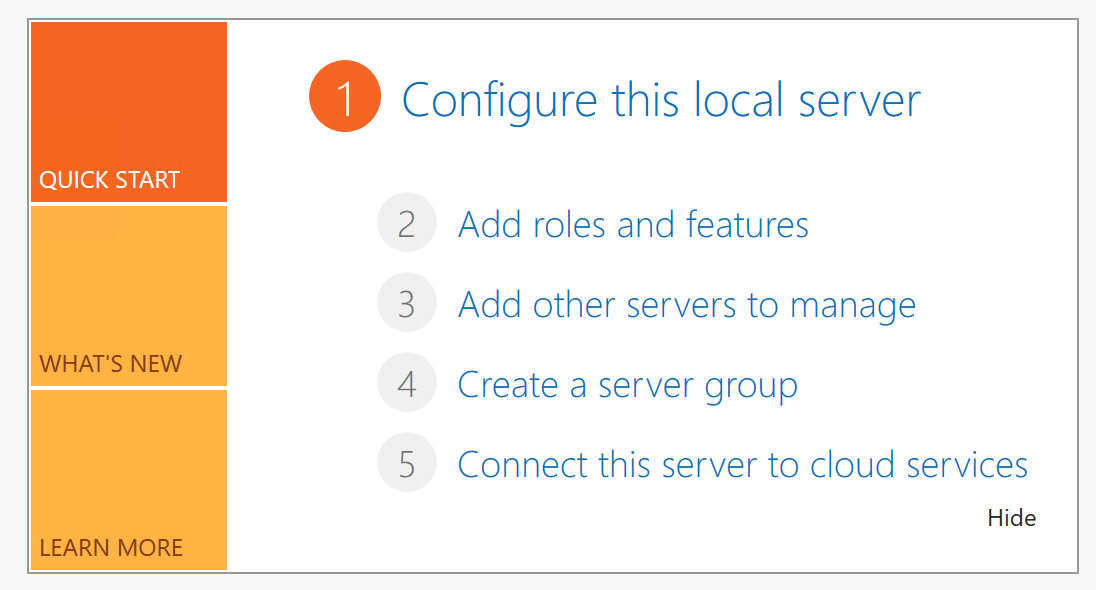 QUICK START
WHAT'S NEW
LEARN MORE
1 Configure this local server
2 Add roles and features
3 Add other servers to manage
4 Create a server group
5 Connect this server to cloud services
Hide